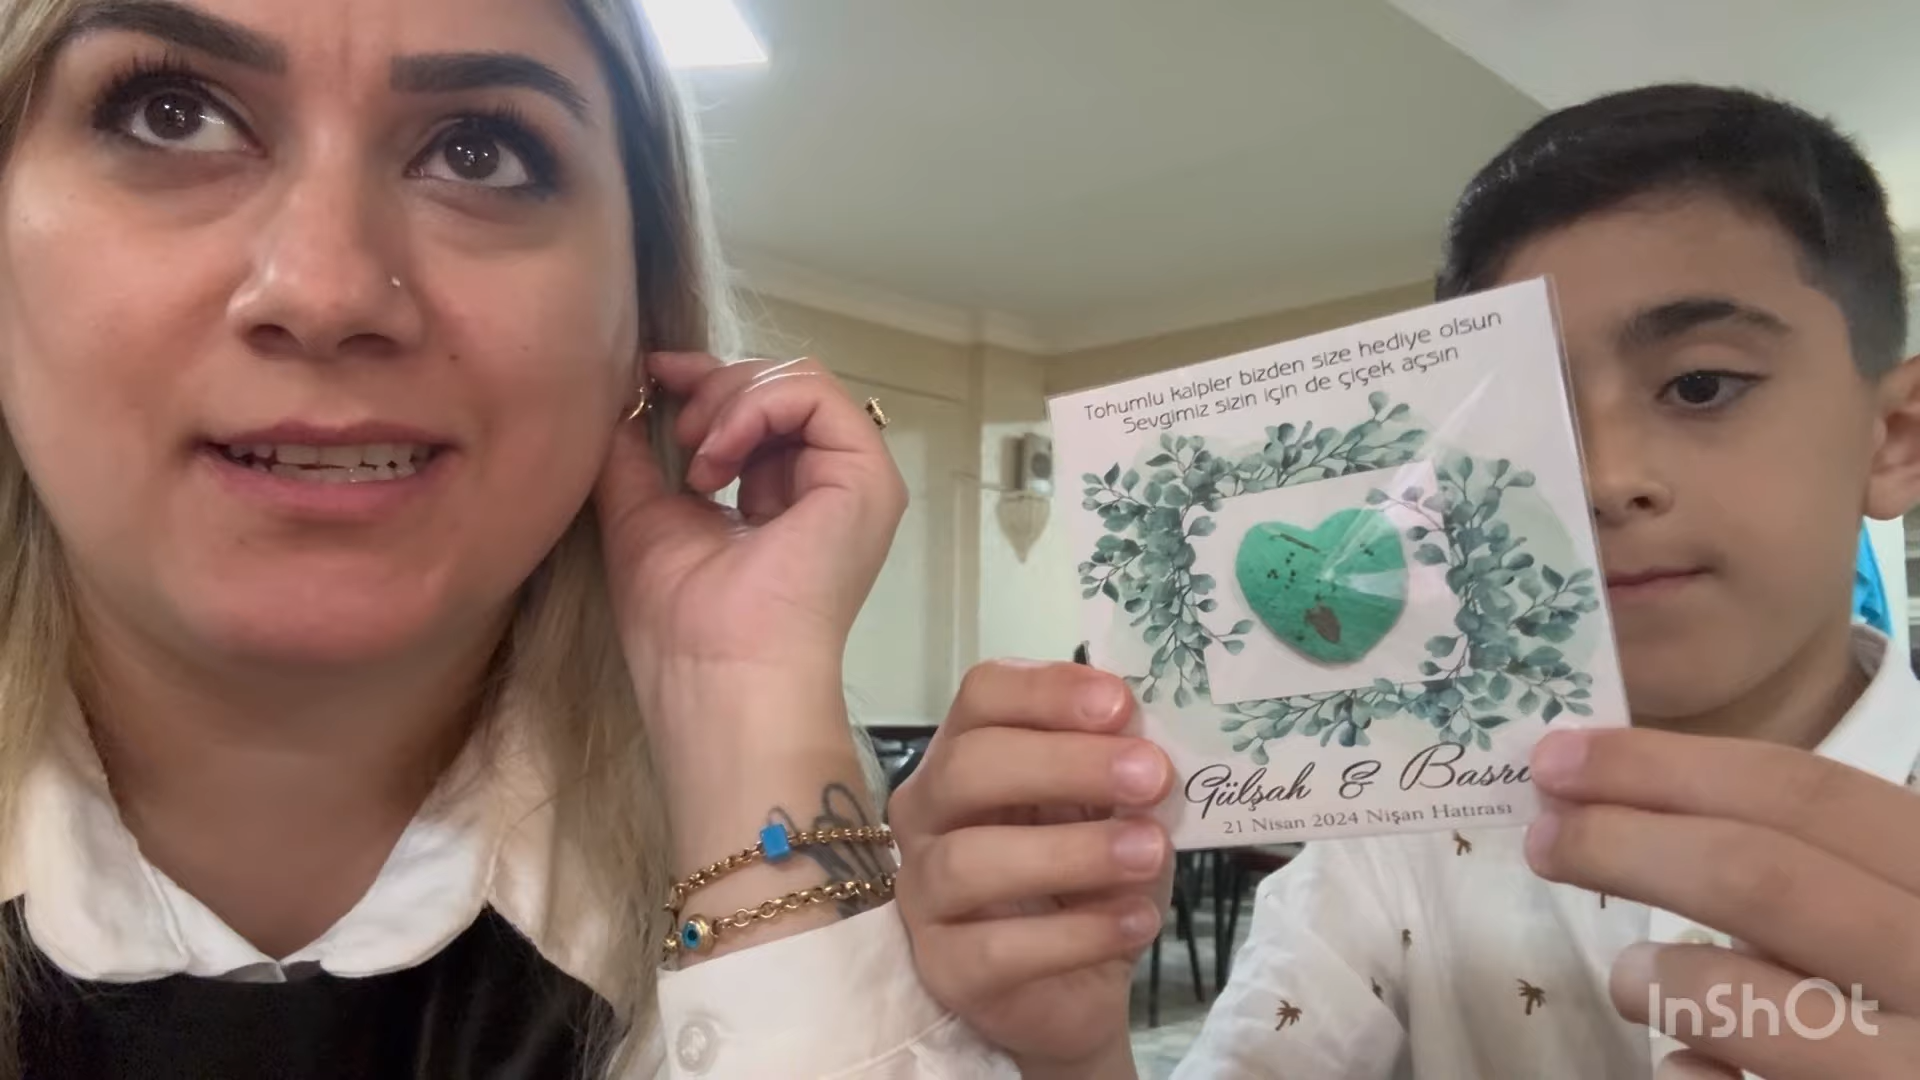 Tohumlu kalpler bizden size hediye olsun
Sevgimiz sizin için de çiçek açsın
Gülşah & Basri
21 Nisan 2024 Nişan Hatırası
InShOt